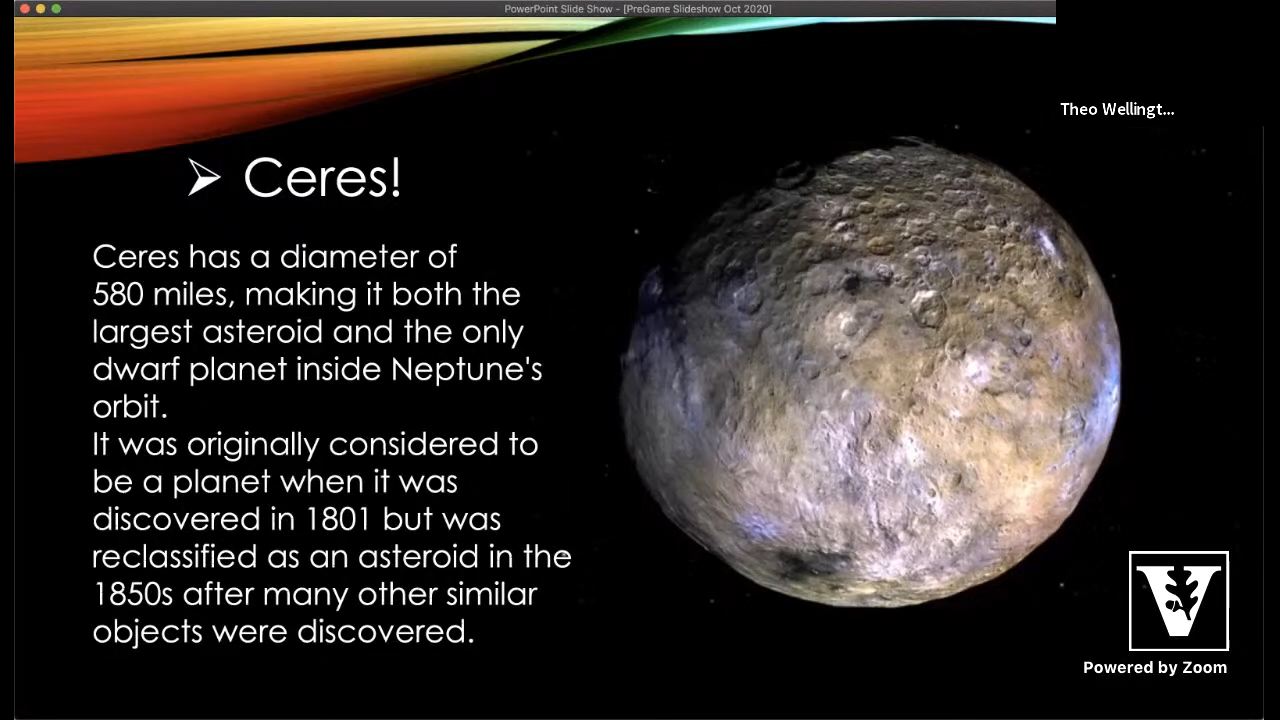 PowerPoint Slide Show - [PreGame Slideshow Oct 2020]
Theo Wellingt...
Ceres!
Ceres has a diameter of
580 miles, making it both the
largest asteroid and the only
dwarf planet inside Neptune's
orbit.
It was originally considered to
be a planet when it was
discovered in 1801 but was
reclassified as an asteroid in the
1850s after many other similar
objects were discovered.
V
Powered by Zoom